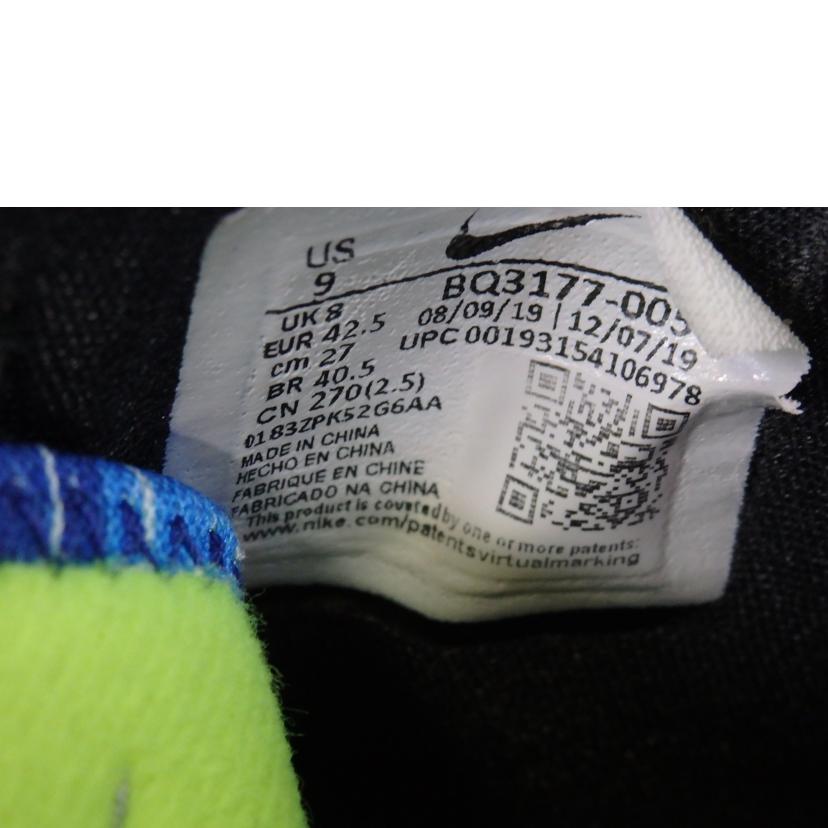 US
9
UK 8
EUR 42.5
cm 27
BR 40.5
CN 270(2.5)
0183ZPK52G6AA
MADE IN CHINA
HECHO EN CHINA
FABRIQUE EN CHINE
FABRICADO NA CHINA
This product is covered by one or more patents:
www.nike.com/patentsvirtualmarking
BQ3177-005
08/09/19 | 12/07/19
UPC 00193154106978